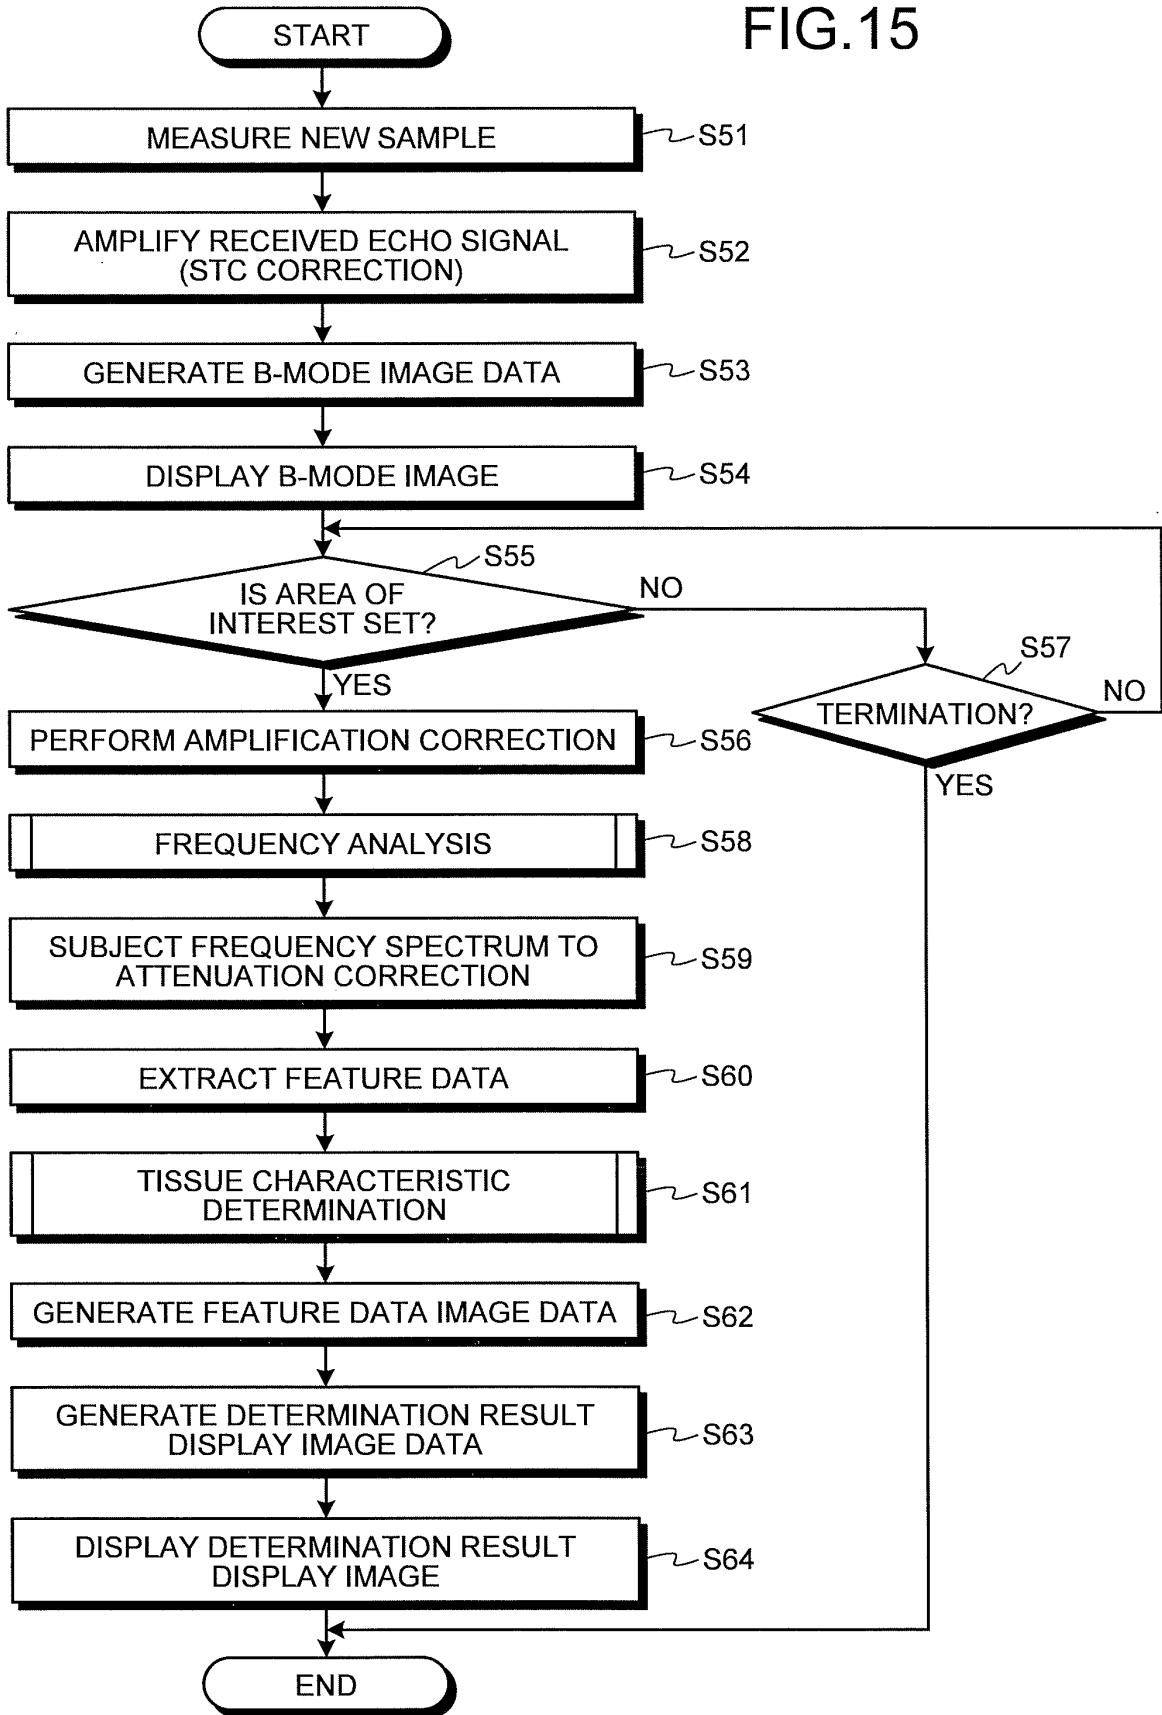 FIG.15
START
MEASURE NEW SAMPLE
S51
AMPLIFY RECEIVED ECHO SIGNAL
(STC CORRECTION)
S52
GENERATE B-MODE IMAGE DATA
S53
DISPLAY B-MODE IMAGE
S54
S55
IS AREA OF
INTEREST SET?
NO
YES
S57
TERMINATION?
NO
YES
PERFORM AMPLIFICATION CORRECTION
S56
FREQUENCY ANALYSIS
S58
SUBJECT FREQUENCY SPECTRUM TO
ATTENUATION CORRECTION
S59
EXTRACT FEATURE DATA
S60
TISSUE CHARACTERISTIC
DETERMINATION
S61
GENERATE FEATURE DATA IMAGE DATA
S62
GENERATE DETERMINATION RESULT
DISPLAY IMAGE DATA
S63
DISPLAY DETERMINATION RESULT
DISPLAY IMAGE
S64
END